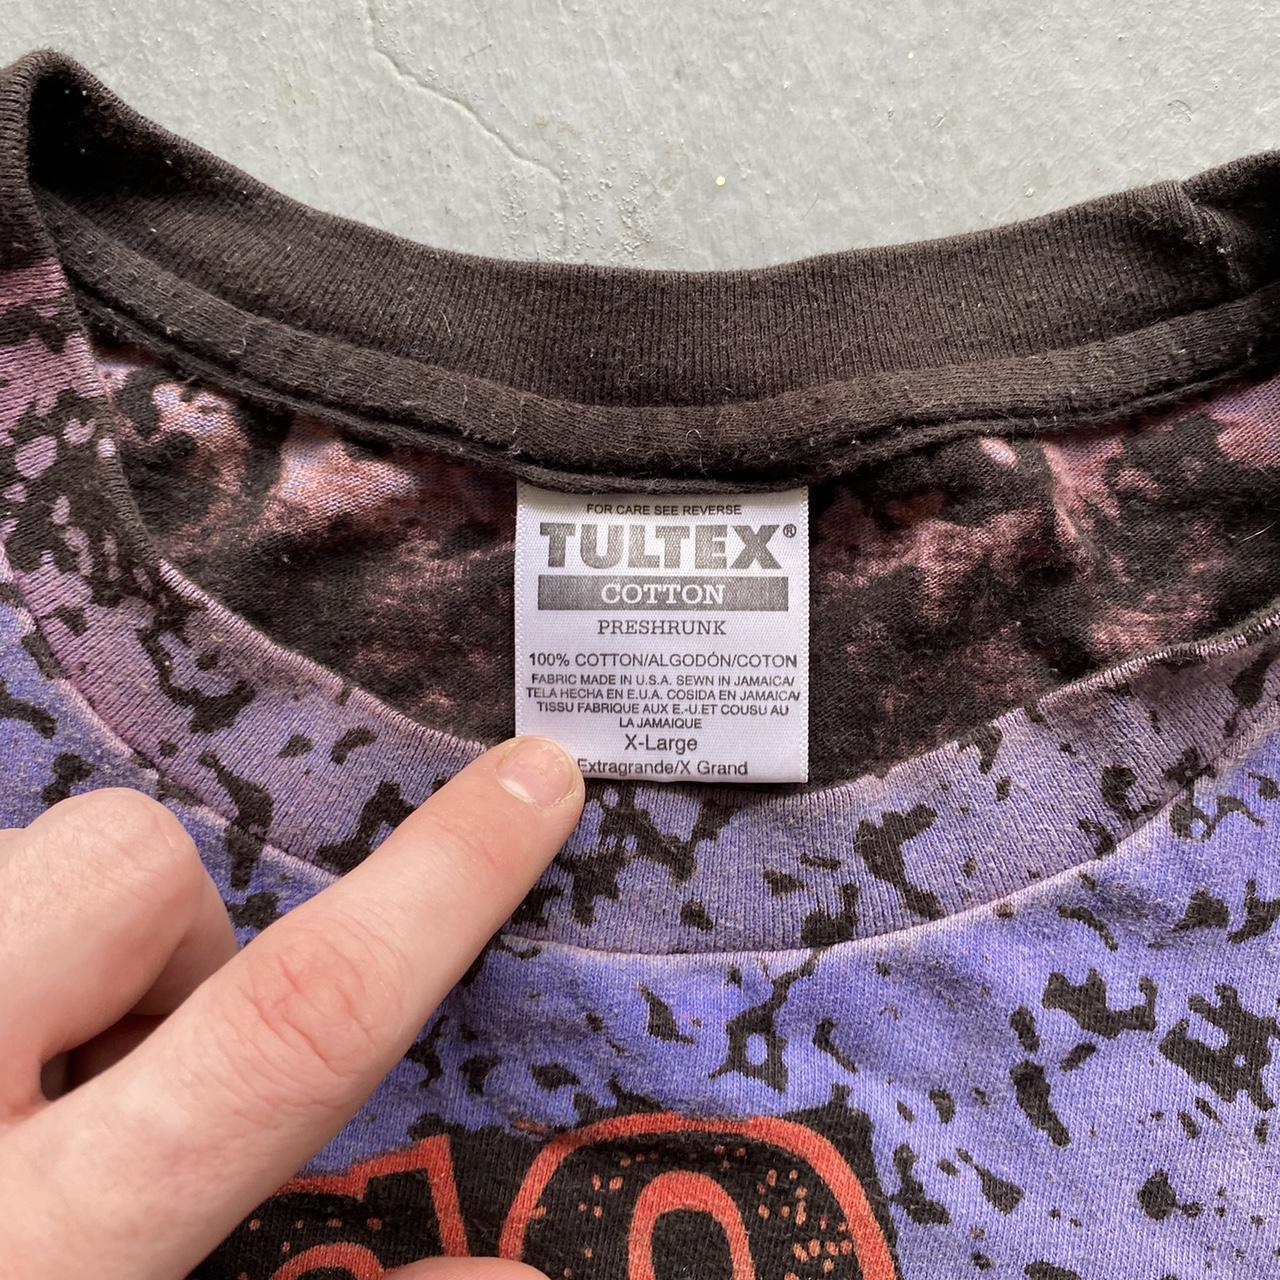 FOR CARE SEE REVERSE
TULTEX®
COTTON
PRESHRUNK
100% COTTON/ALGODÓN/COTON
FABRIC MADE IN U.S.A. SEWN IN JAMAICA/
TELA HECHA EN E.U.A. COSIDA EN JAMAICA/
TISSU FABRIQUE AUX E.-U.ET COUSU AU
LA JAMAIQUE
X-Large
Extragrande/X Grand